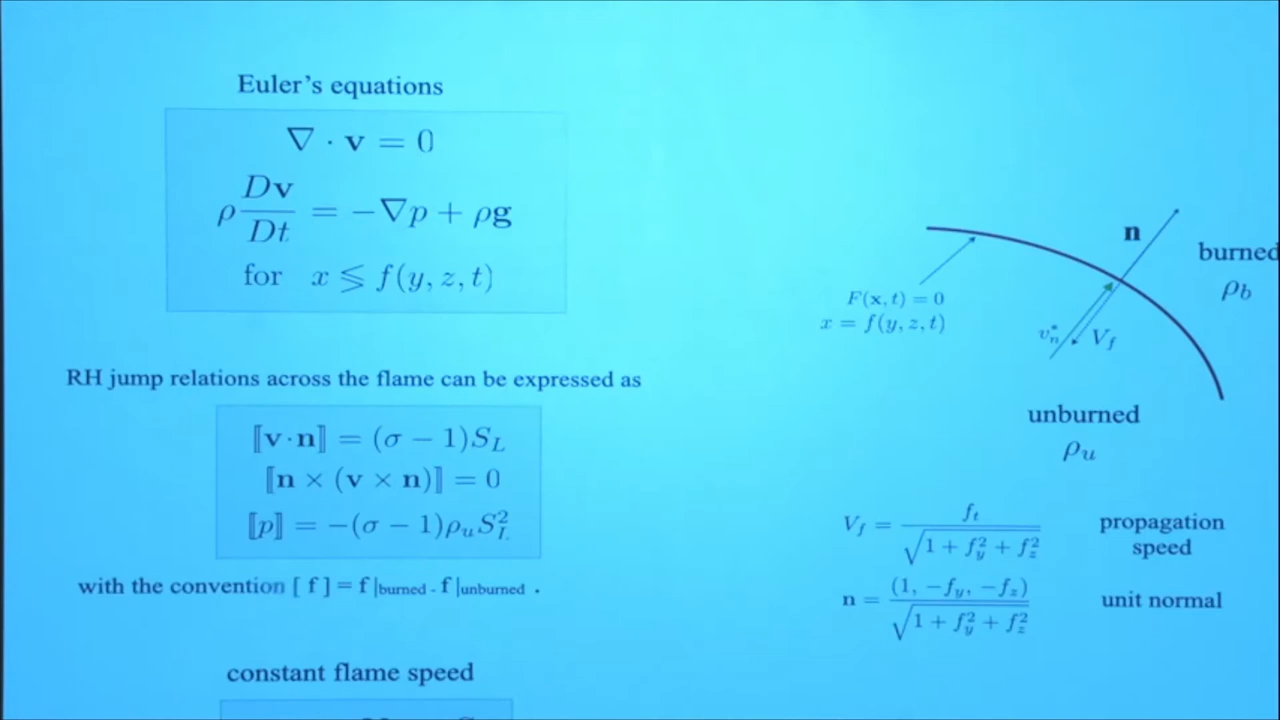 Euler's equations
∇ · v = 0
ρ Dv/Dt = −∇p + ρg
for x ≶ f(y, z, t)
RH jump relations across the flame can be expressed as
⟦v · n⟧ = (σ − 1)S_L
⟦n × (v × n)⟧ = 0
⟦p⟧ = −(σ − 1)ρ_u S_L^2
with the convention [ f ] = f |burned - f |unburned .
constant flame speed
n
burned
ρ_b
F(x, t) = 0
x = f(y, z, t)
v_n^* V_f
unburned
ρ_u
V_f = f_t / √(1 + f_y^2 + f_z^2) propagation speed
n = (1, −f_y, −f_z) / √(1 + f_y^2 + f_z^2) unit normal